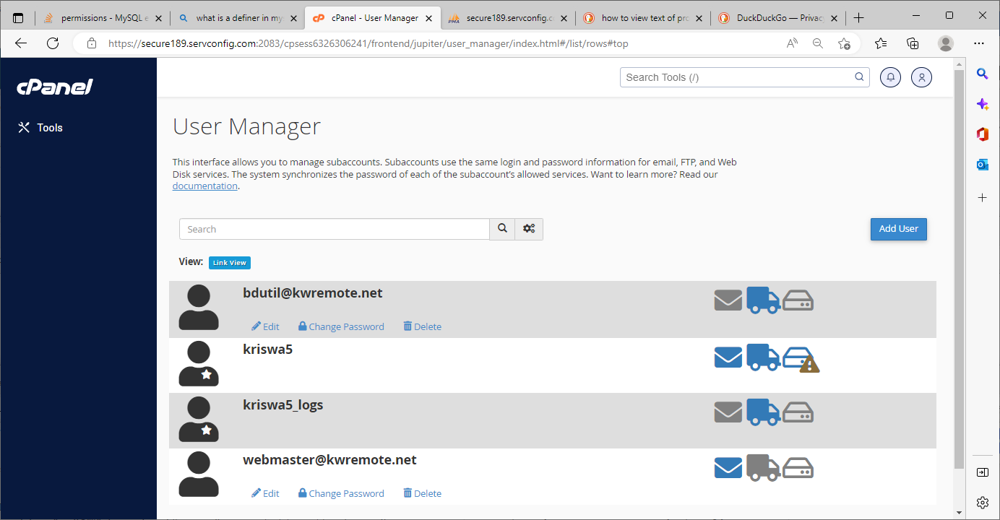 permissions - MySQL e
what is a definer in my
cPanel - User Manager
secure189.servconfig.c
how to view text of pro
DuckDuckGo — Privac
https://secure189.servconfig.com:2083/cpsess6326306241/frontend/jupiter/user_manager/index.html#/list/rows#top
cPanel
Search Tools (/)
Tools
User Manager
This interface allows you to manage subaccounts. Subaccounts use the same login and password information for email, FTP, and Web
Disk services. The system synchronizes the password of each of the subaccount's allowed services. Want to learn more? Read our
documentation.
Search
Add User
View: Link View
bdutil@kwremote.net
Edit Change Password Delete
kriswa5
kriswa5_logs
webmaster@kwremote.net
Edit Change Password Delete